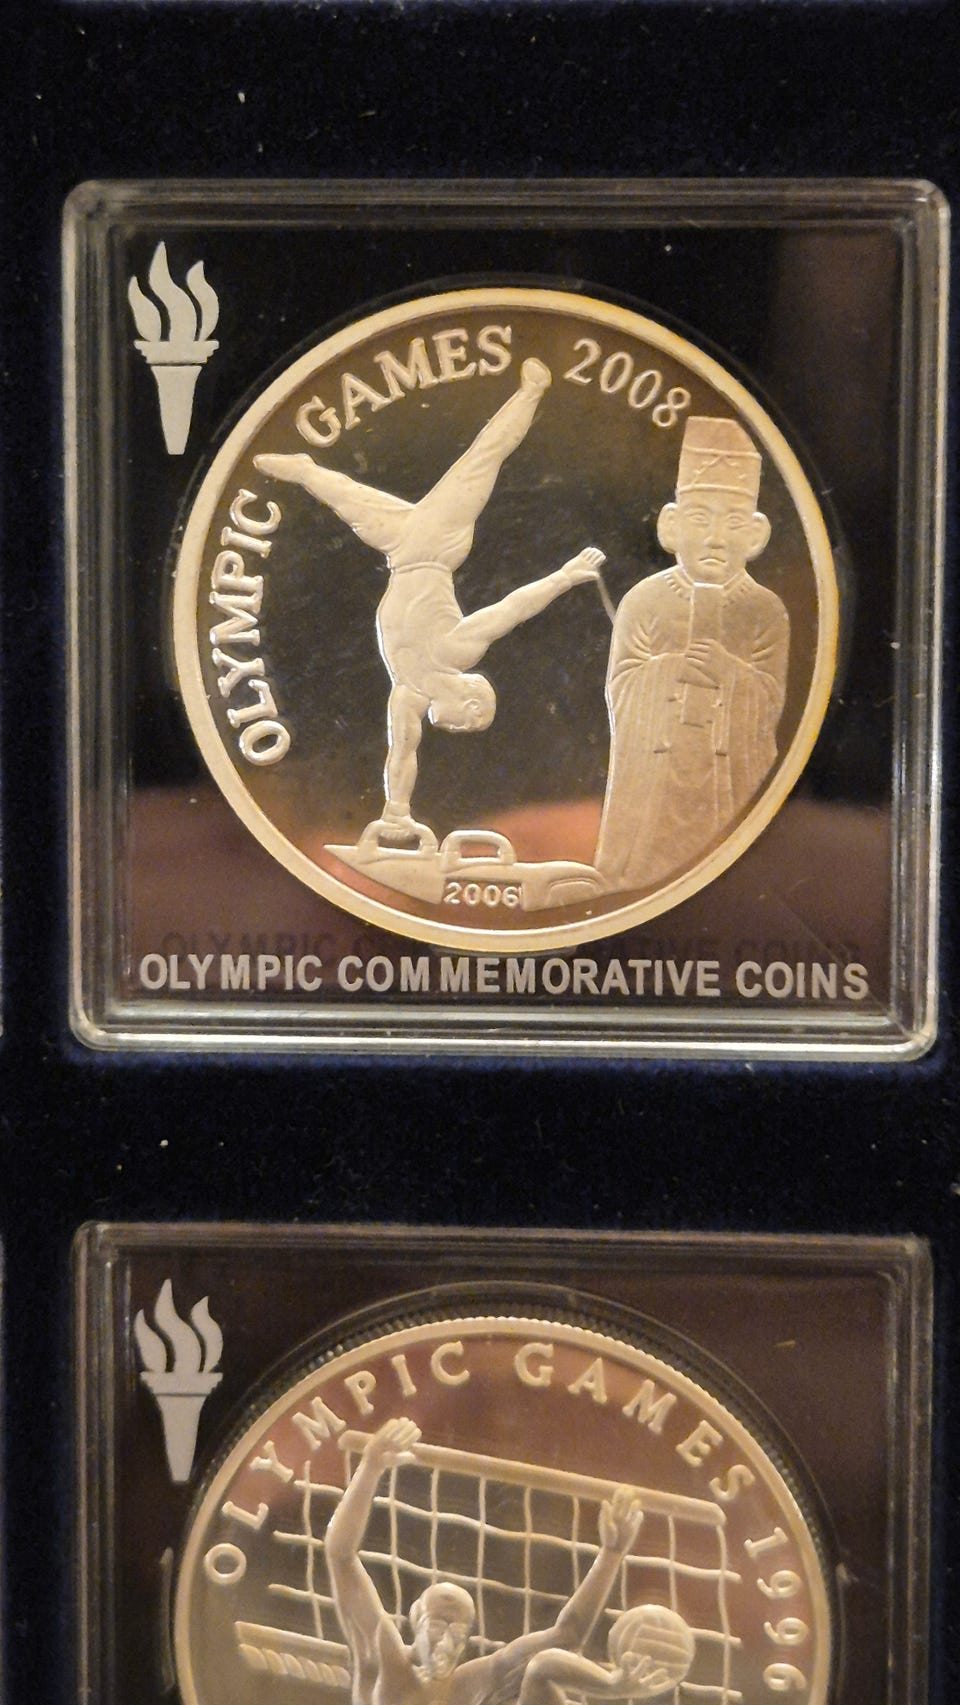 OLYMPIC GAMES 2008
2006
OLYMPIC COMMEMORATIVE COINS
OLYMPIC GAMES 1996